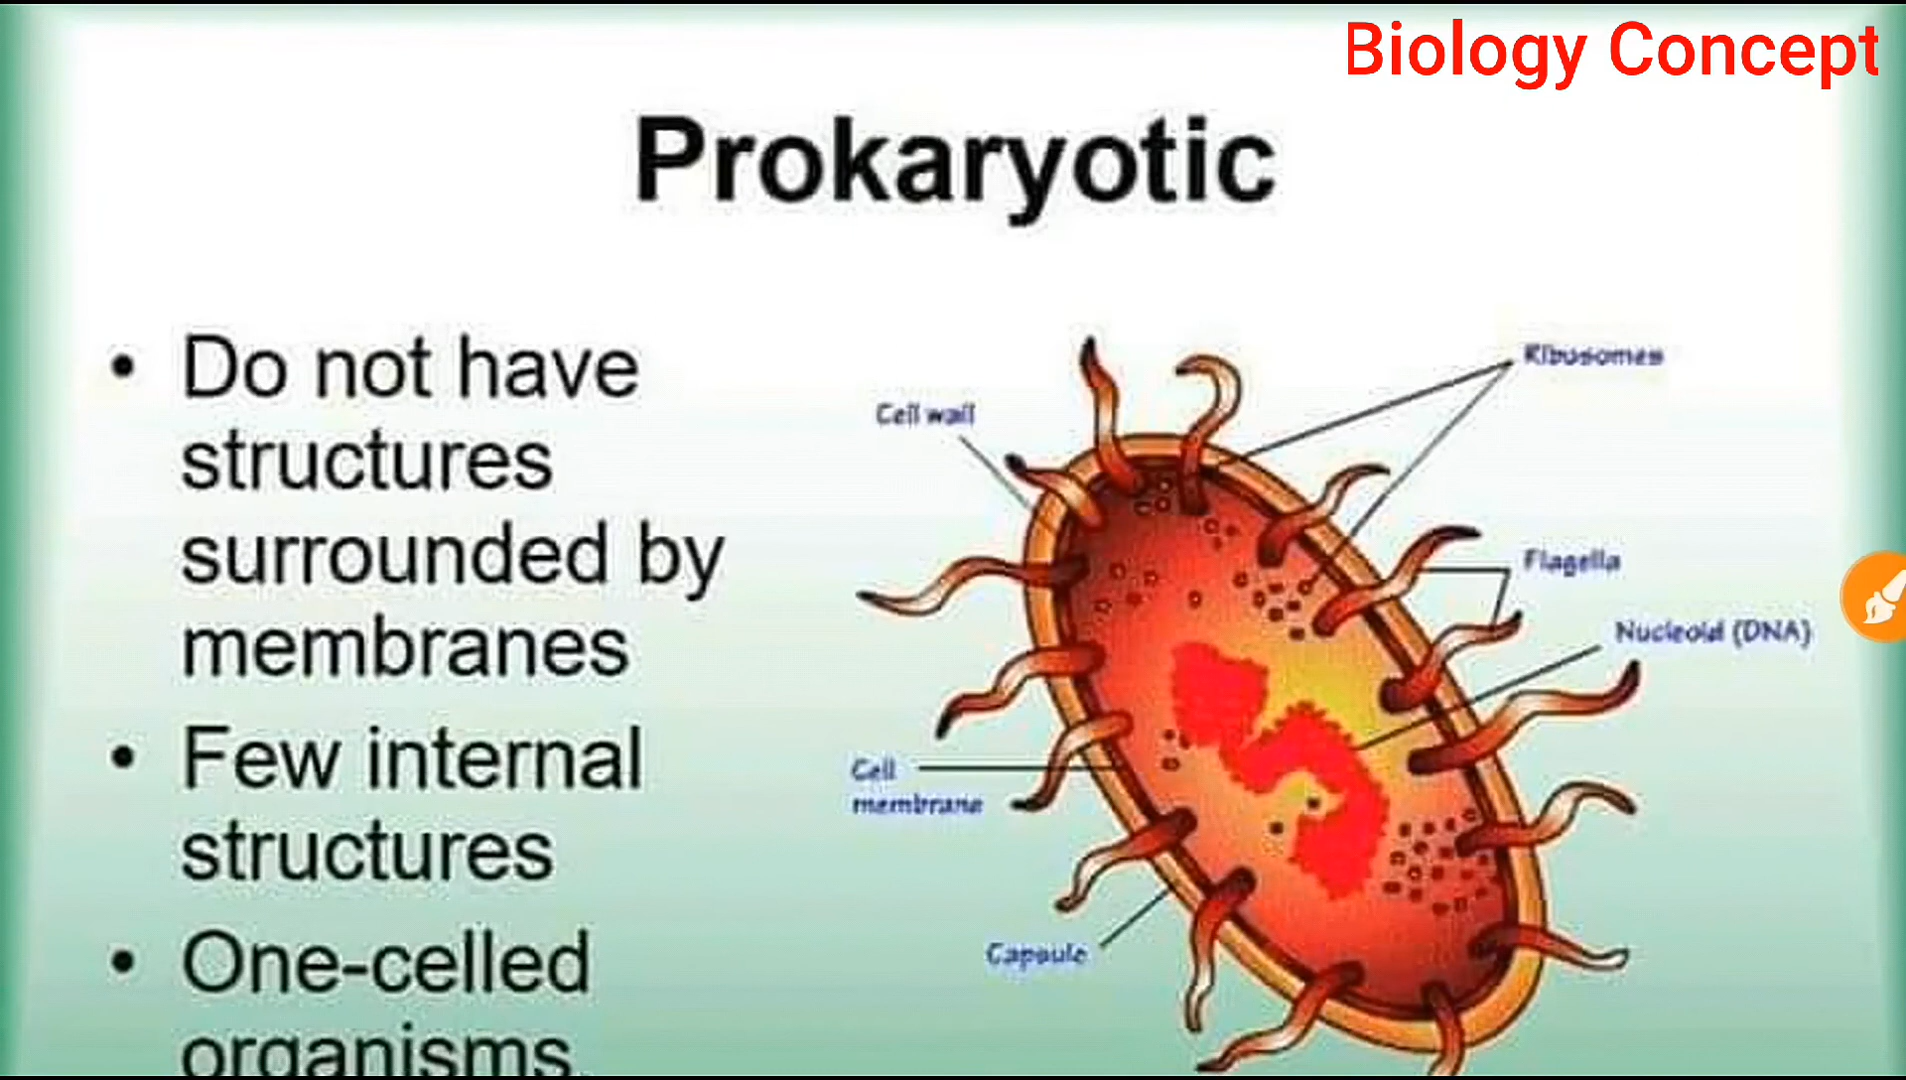 Biology Concept
Prokaryotic
• Do not have
structures
surrounded by
membranes
• Few internal
structures
• One-celled
organisms.
Ribosomes
Cell wall
Flagella
Nucleoid (DNA)
Cell
membrane
Capsule